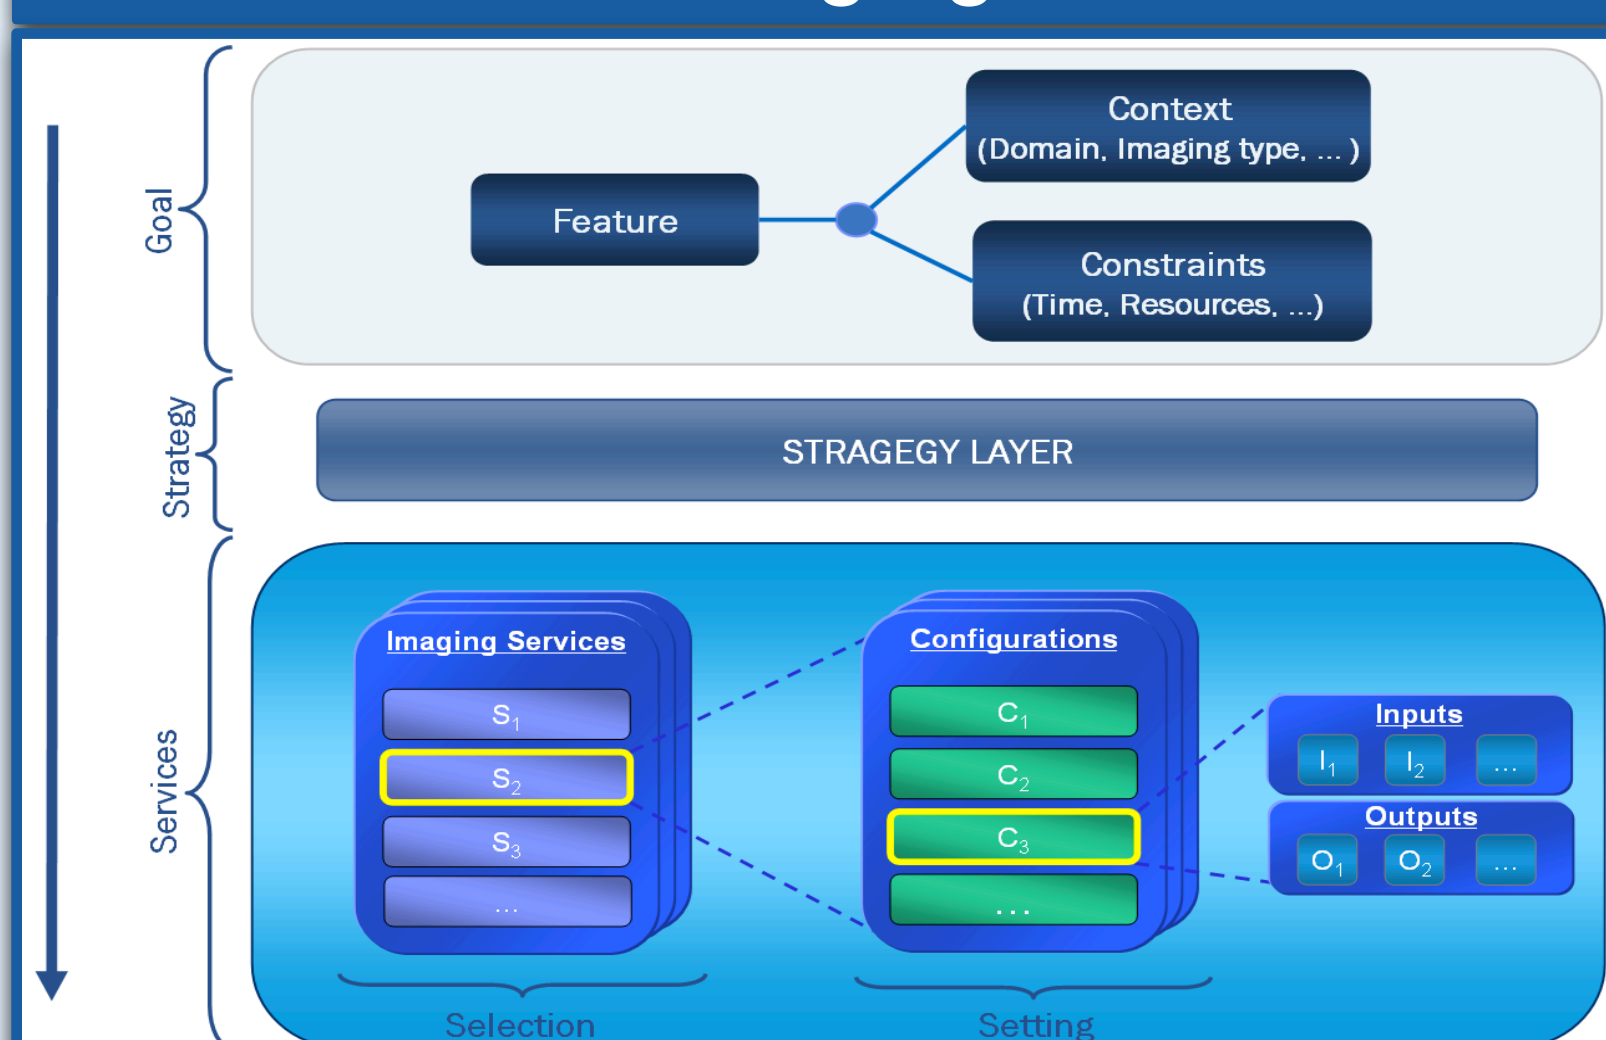 Goal
Context
(Domain, Imaging type, ... )
Feature
Constraints
(Time, Resources, ...)
Strategy
STRAGEGY LAYER
Services
Imaging Services
S1
S2
S3
...
Configurations
C1
C2
C3
...
Inputs
I1 I2 ...
Outputs
O1 O2 ...
Selection
Setting